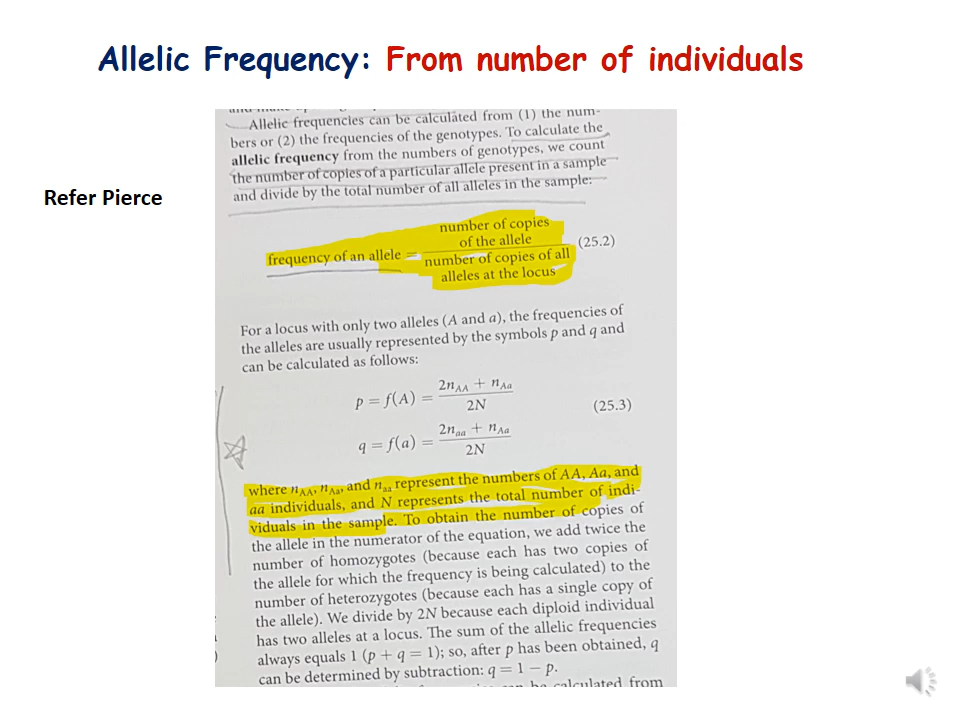 Allelic Frequency: From number of individuals
Refer Pierce
Allelic frequencies can be calculated from (1) the num-
bers or (2) the frequencies of the genotypes. To calculate the
allelic frequency from the numbers of genotypes, we count
the number of copies of a particular allele present in a sample
and divide by the total number of all alleles in the sample:
number of copies
of the allele
frequency of an allele = (25.2)
number of copies of all
alleles at the locus
For a locus with only two alleles (A and a), the frequencies of
the alleles are usually represented by the symbols p and q and
can be calculated as follows:
p = f(A) = (2n_AA + n_Aa) / 2N
(25.3)
q = f(a) = (2n_aa + n_Aa) / 2N
where n_AA, n_Aa, and n_aa represent the numbers of AA, Aa, and
aa individuals, and N represents the total number of indi-
viduals in the sample. To obtain the number of copies of
the allele in the numerator of the equation, we add twice the
number of homozygotes (because each has two copies of
the allele for which the frequency is being calculated) to the
number of heterozygotes (because each has a single copy of
the allele). We divide by 2N because each diploid individual
has two alleles at a locus. The sum of the allelic frequencies
always equals 1 (p + q = 1); so, after p has been obtained, q
can be determined by subtraction: q = 1 − p.
can be calculated from